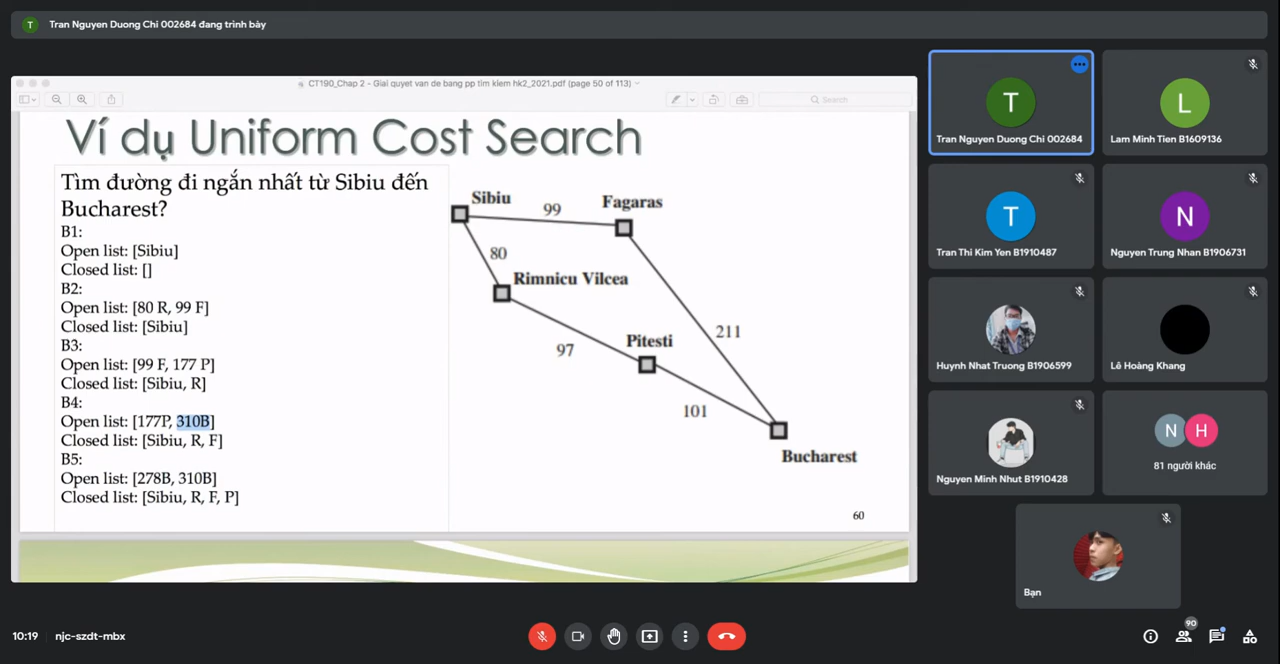 T
Tran Nguyen Duong Chi 002684 đang trình bày
CT190_Chap 2 - Giai quyet van de bang pp tim kiem hk2_2021.pdf (page 50 of 113)
Search
Ví dụ Uniform Cost Search
Tìm đường đi ngắn nhất từ Sibiu đến
Bucharest?
B1:
Open list: [Sibiu]
Closed list: []
B2:
Open list: [80 R, 99 F]
Closed list: [Sibiu]
B3:
Open list: [99 F, 177 P]
Closed list: [Sibiu, R]
B4:
Open list: [177P, 310B]
Closed list: [Sibiu, R, F]
B5:
Open list: [278B, 310B]
Closed list: [Sibiu, R, F, P]
Sibiu
99
Fagaras
80
Rimnicu Vilcea
97
Pitesti
211
101
Bucharest
60
T
Tran Nguyen Duong Chi 002684
L
Lam Minh Tien B1609136
T
Tran Thi Kim Yen B1910487
N
Nguyen Trung Nhan B1906731
Huynh Nhat Truong B1906599
Lê Hoàng Khang
Nguyen Minh Nhut B1910428
N H
81 người khác
Bạn
10:19
njc-szdt-mbx
90